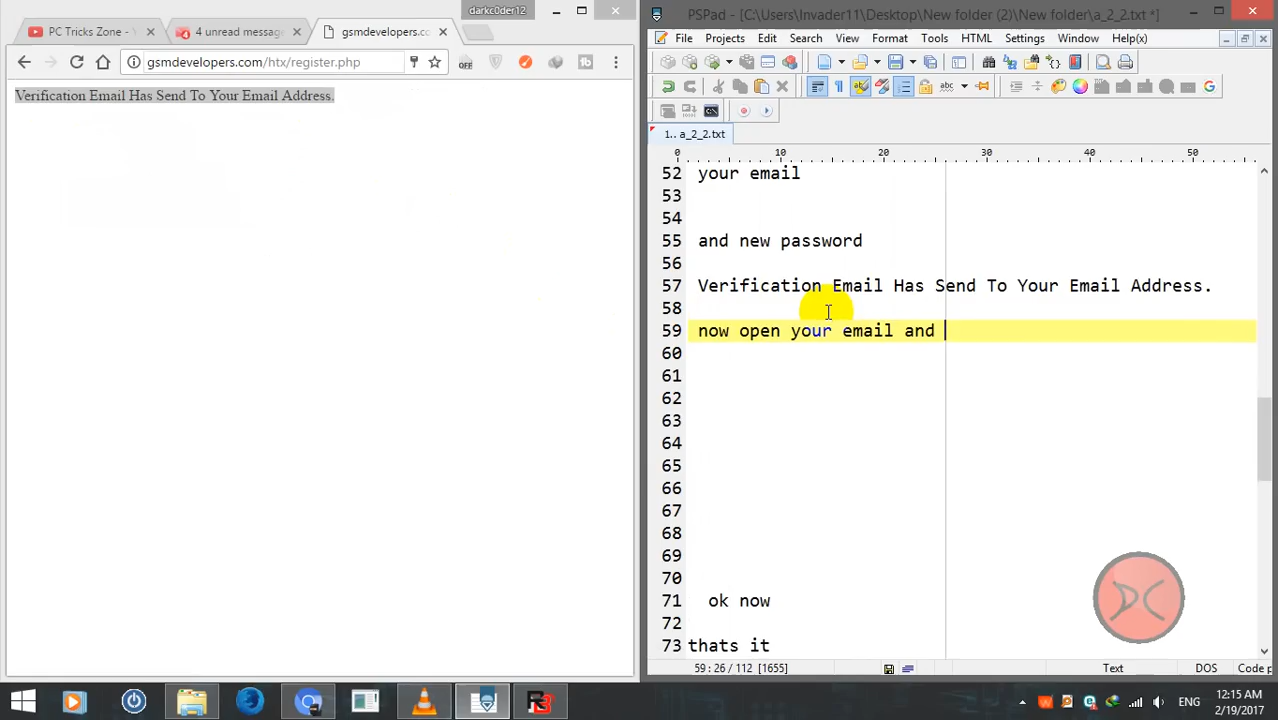 darkc0der12
PC Tricks Zone - Y
4 unread messag
gsmdevelopers.co
gsmdevelopers.com/htx/register.php
Verification Email Has Send To Your Email Address.
PSPad - [C:\Users\Invader11\Desktop\New folder (2)\New folder\a_2_2.txt *]
File Projects Edit Search View Format Tools HTML Settings Window Help(x)
1.. a_2_2.txt
0 10 20 30 40 50
52 your email
53
54
55 and new password
56
57 Verification Email Has Send To Your Email Address.
58
59 now open your email and
60
61
62
63
64
65
66
67
68
69
70
71 ok now
72
73 thats it
59 : 26 / 112 [1655] Text DOS Code p
ENG
12:15 AM
2/19/2017